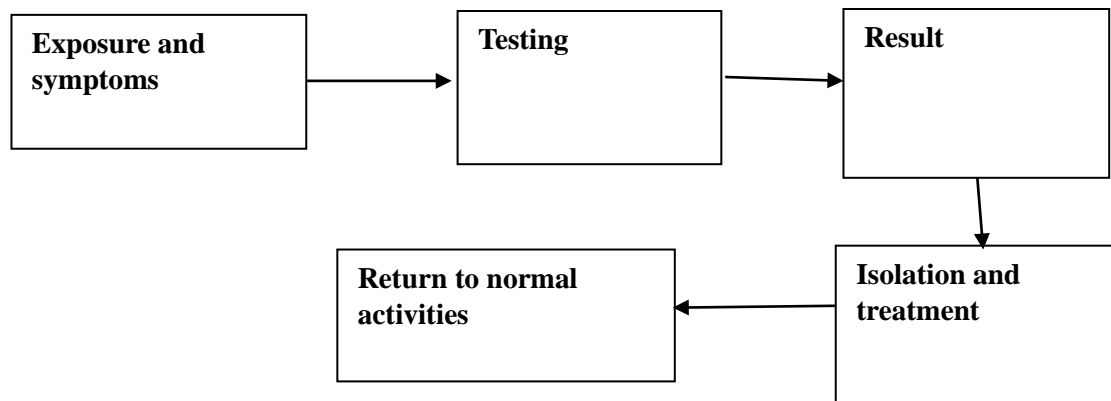 Exposure and
symptoms
Testing
Result
Isolation and
treatment
Return to normal
activities